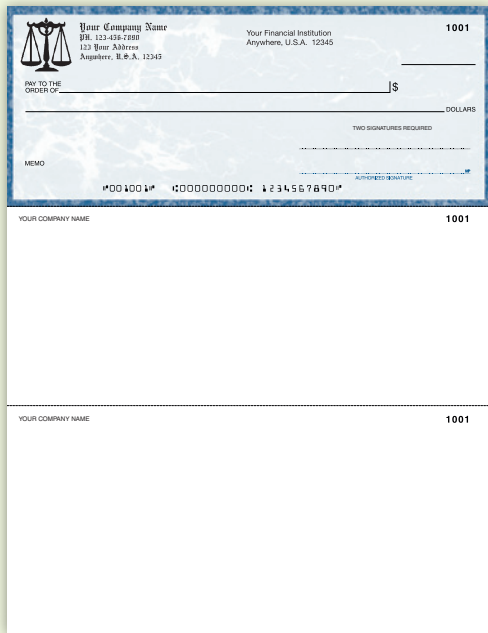 Your Company Name
PH. 123-456-7890
123 Your Address
Anywhere, U.S.A. 12345
Your Financial Institution
Anywhere, U.S.A. 12345
1001
PAY TO THE
ORDER OF
$
DOLLARS
TWO SIGNATURES REQUIRED
MEMO
MP
AUTHORIZED SIGNATURE
⑈001001⑈ ⑆000000000⑆ 1234567890⑈
YOUR COMPANY NAME 1001
YOUR COMPANY NAME 1001